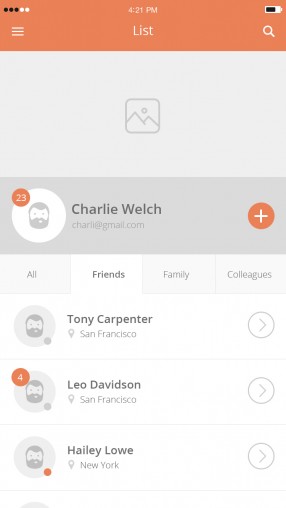 4:21 PM
List
23
Charlie Welch
charli@gmail.com
All
Friends
Family
Colleagues
Tony Carpenter
San Francisco
4
Leo Davidson
San Francisco
Hailey Lowe
New York